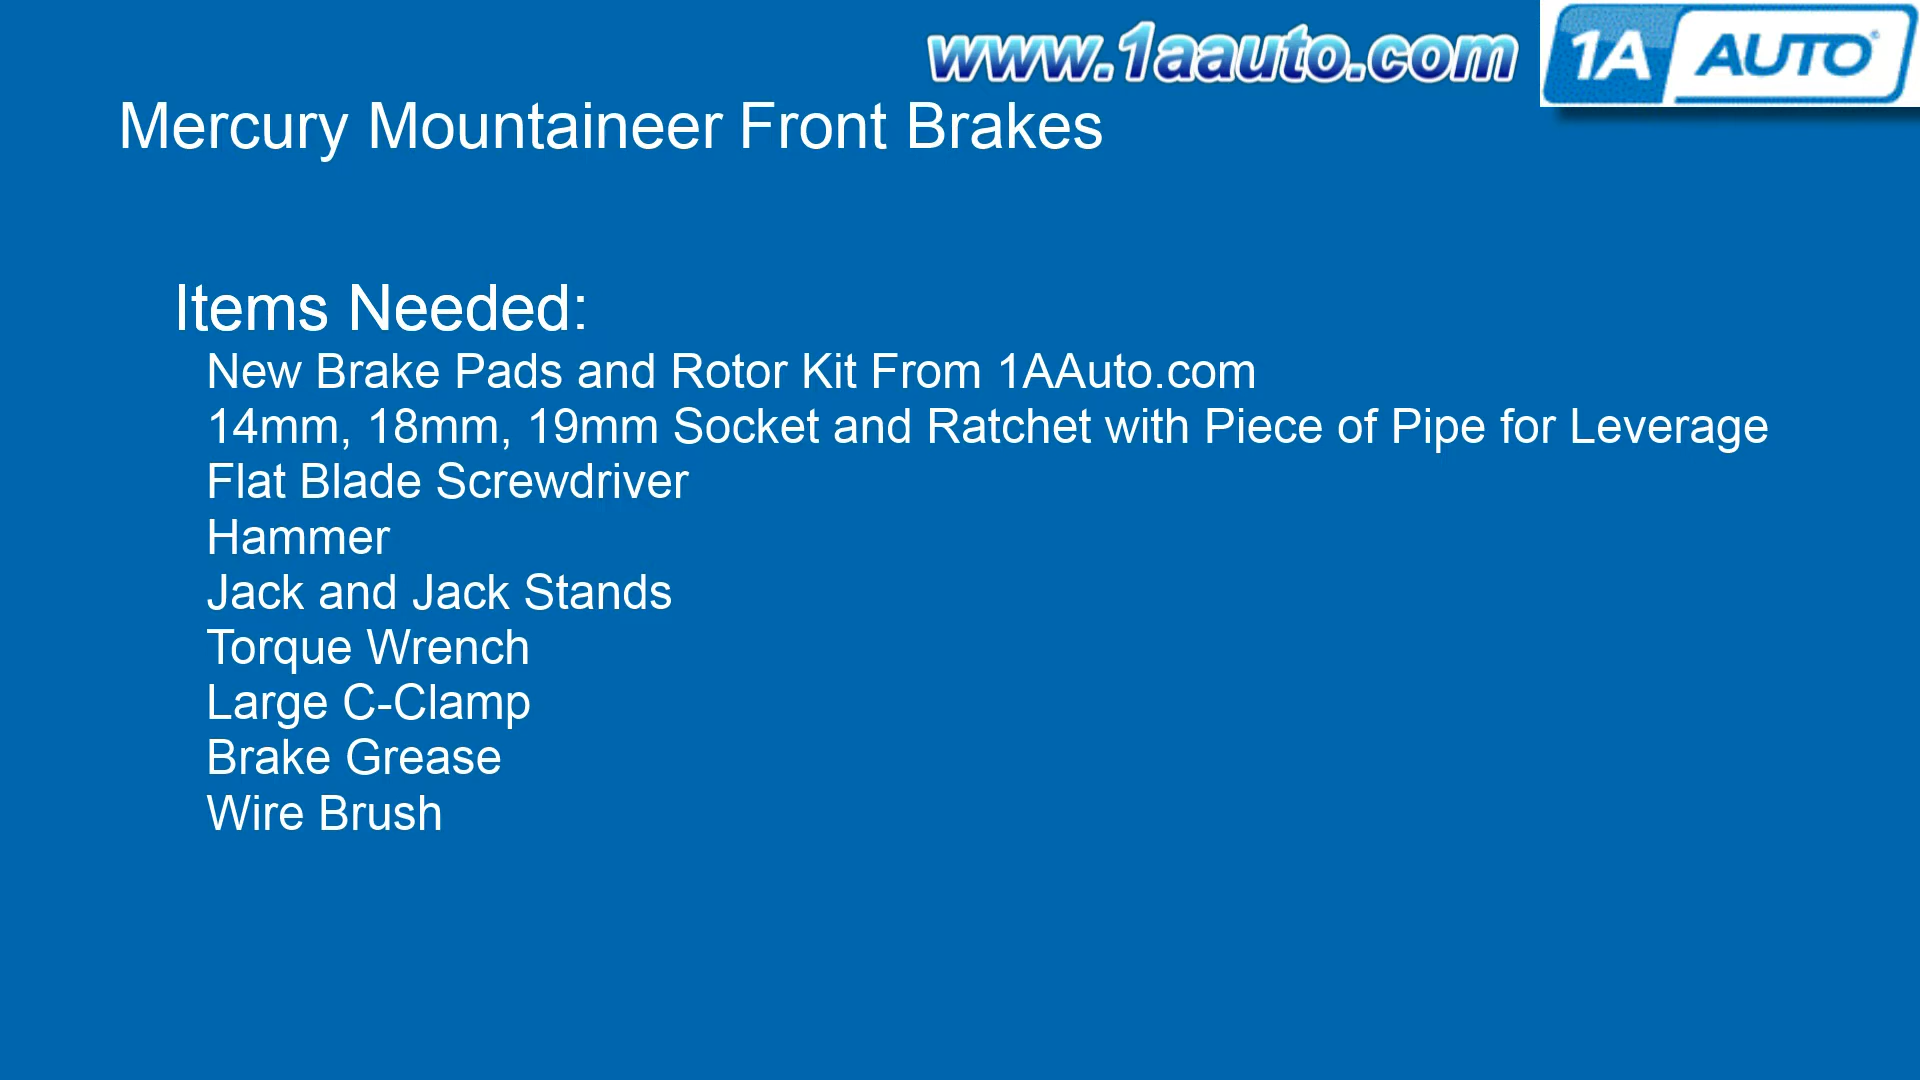 www.1aauto.com
1A AUTO
Mercury Mountaineer Front Brakes
Items Needed:
New Brake Pads and Rotor Kit From 1AAuto.com
14mm, 18mm, 19mm Socket and Ratchet with Piece of Pipe for Leverage
Flat Blade Screwdriver
Hammer
Jack and Jack Stands
Torque Wrench
Large C-Clamp
Brake Grease
Wire Brush